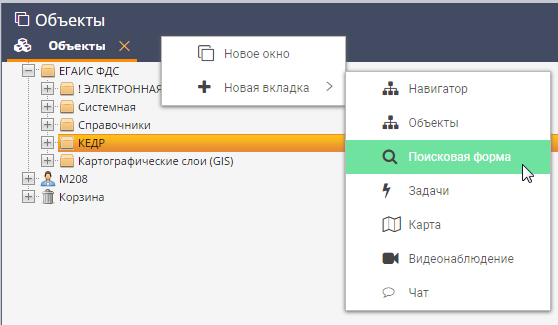 Объекты
Объекты
Новое окно
Новая вкладка
Навигатор
Объекты
Поисковая форма
Задачи
Карта
Видеонаблюдение
Чат
ЕГАИС ФДС
! ЭЛЕКТРОННАЯ
Системная
Справочники
КЕДР
Картографические слои (GIS)
М208
Корзина